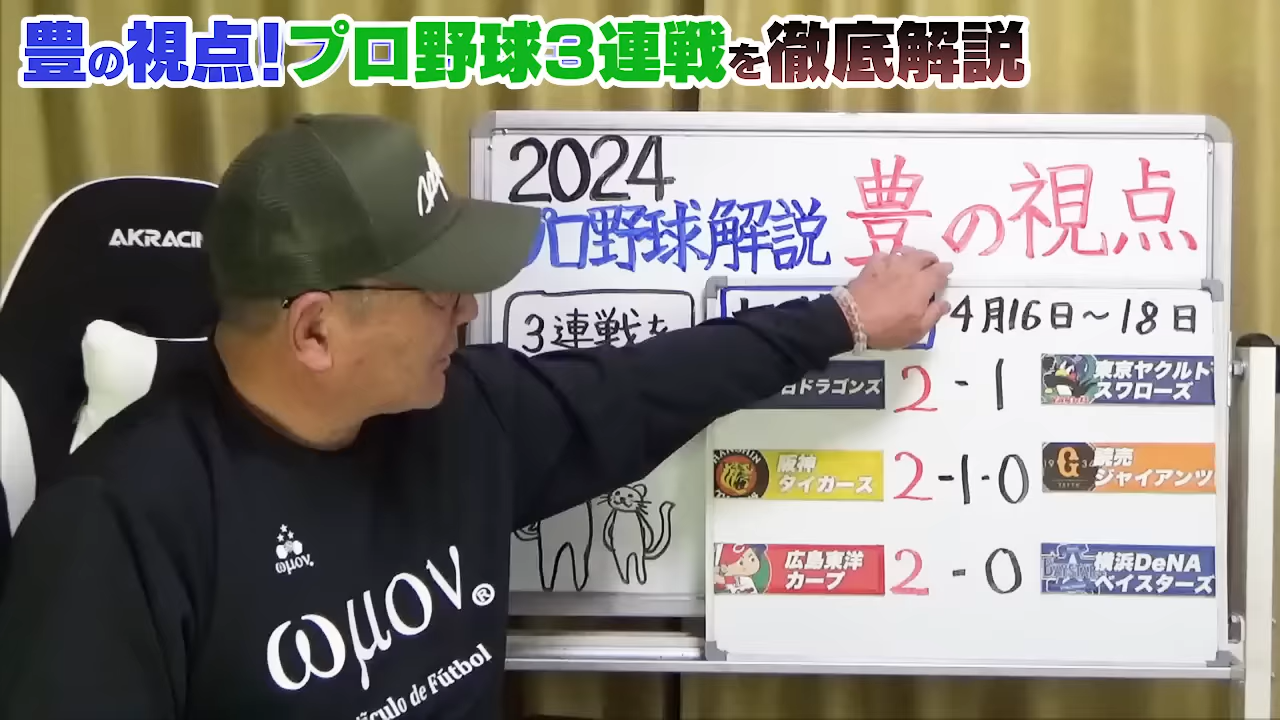 豊の視点!プロ野球3連戦を徹底解説
2024
プロ野球解説
豊の視点
3連戦を
4月16日~18日
AKRACIN
日ドラゴンズ 2-1 東京ヤクルト
スワローズ
阪神
タイガース
2-1-0
読売
ジャイアンツ
広島東洋
カープ
2-0
横浜DeNA
ベイスターズ
ωμον
ωμον®
ículo de Fútbol